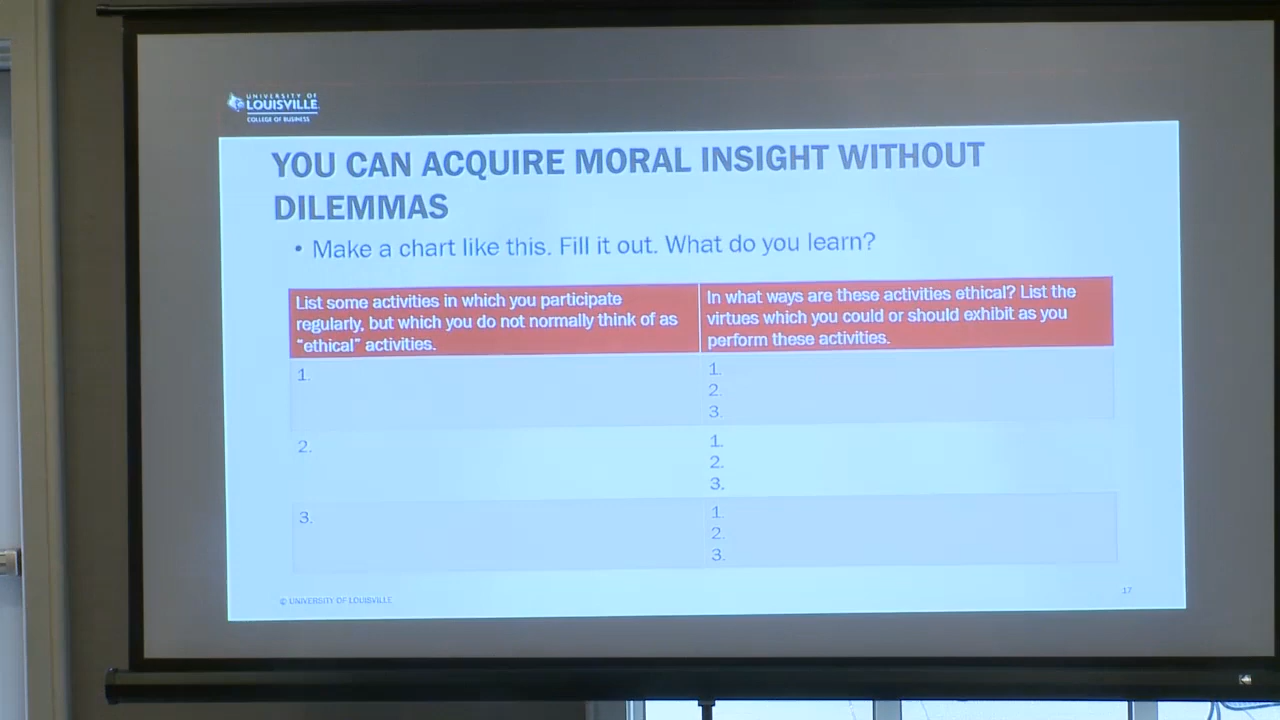 UNIVERSITY OF
LOUISVILLE
COLLEGE OF BUSINESS
YOU CAN ACQUIRE MORAL INSIGHT WITHOUT
DILEMMAS
• Make a chart like this. Fill it out. What do you learn?
List some activities in which you participate
regularly, but which you do not normally think of as
“ethical” activities.
In what ways are these activities ethical? List the
virtues which you could or should exhibit as you
perform these activities.
1.
1.
2.
3.
2.
1.
2.
3.
3.
1.
2.
3.
© UNIVERSITY OF LOUISVILLE
17